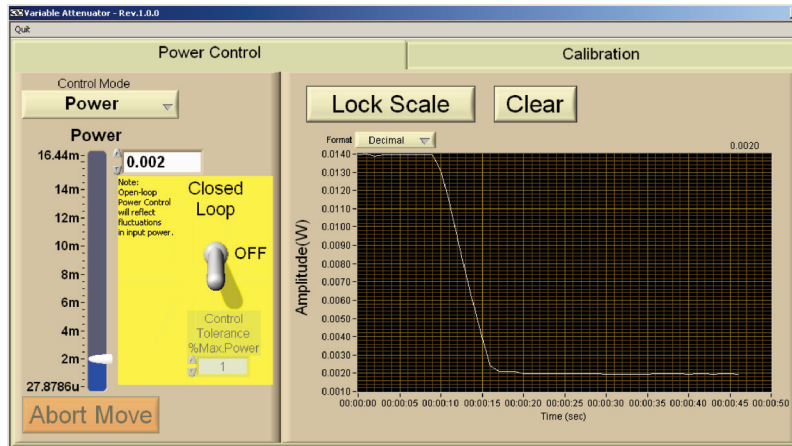 Variable Attenuator - Rev.1.0.0
Quit
Power Control
Calibration
Control Mode
Power
Power
16.44m
14m
12m
10m
8m
6m
4m
2m
27.8786u
0.002
Note:
Open-loop
Power Control
will reflect
fluctuations
in input power.
Closed
Loop
OFF
Control
Tolerance
%Max.Power
1
Abort Move
Lock Scale
Clear
Format
Decimal
0.0020
Amplitude(W)
0.0140
0.0130
0.0120
0.0110
0.0100
0.0090
0.0080
0.0070
0.0060
0.0050
0.0040
0.0030
0.0020
0.0010
00:00:00 00:00:05 00:00:10 00:00:15 00:00:20 00:00:25 00:00:30 00:00:35 00:00:40 00:00:45 00:00:50
Time (sec)